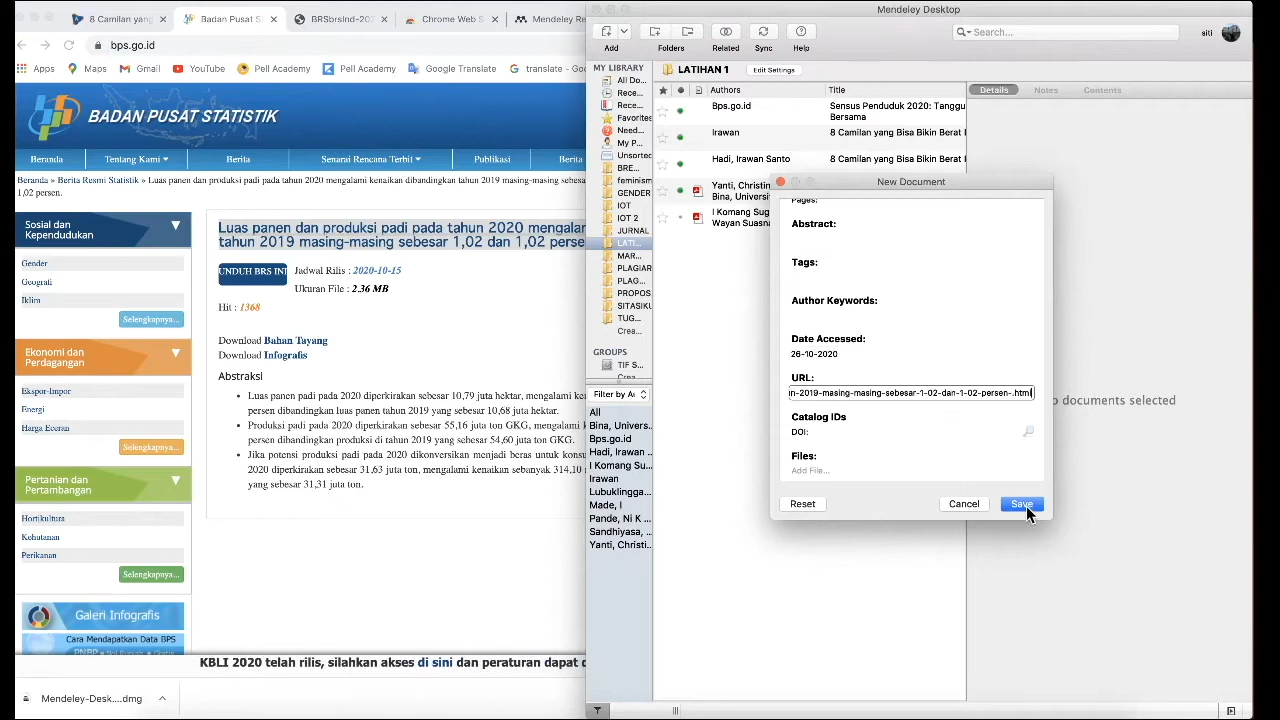 8 Camilan yang
Badan Pusat S
BRSbrsInd-202
Chrome Web S
Mendeley Re
bps.go.id
Apps
Maps
Gmail
YouTube
Pell Academy
Pell Academy
Google Translate
translate - Go
BADAN PUSAT STATISTIK
Beranda
Tentang Kami
Berita
Senarai Rencana Terbit
Publikasi
Berita
Beranda » Berita Resmi Statistik » Luas panen dan produksi padi pada tahun 2020 mengalami kenaikan dibandingkan tahun 2019 masing-masing sebesa
1,02 persen.
Sosial dan
Kependudukan
Gender
Geografi
Iklim
Selengkapnya...
Ekonomi dan
Perdagangan
Ekspor-Impor
Energi
Harga Eceran
Selengkapnya...
Pertanian dan
Pertambangan
Hortikultura
Kehutanan
Perikanan
Selengkapnya...
Galeri Infografis
Cara Mendapatkan Data BPS
Luas panen dan produksi padi pada tahun 2020 mengalam
tahun 2019 masing-masing sebesar 1,02 dan 1,02 perse
UNDUH BRS INI
Jadwal Rilis : 2020-10-15
Ukuran File : 2.36 MB
Hit : 1368
Download Bahan Tayang
Download Infografis
Abstraksi
Luas panen padi pada 2020 diperkirakan sebesar 10,79 juta hektar, mengal
persen dibandingkan luas panen tahun 2019 yang sebesar 10,68 juta hektar.
Produksi padi pada 2020 diperkirakan sebesar 55,16 juta ton GKG, mengal
persen dibandingkan produksi di tahun 2019 yang sebesar 54,60 juta ton GKG.
Jika potensi produksi padi pada 2020 dikonversikan menjadi beras untuk konsu
2020 diperkirakan sebesar 31,63 juta ton, mengalami kenaikan sebanyak 314,10
yang sebesar 31,31 juta ton.
KBLI 2020 telah rilis, silahkan akses di sini dan peraturan dapat d
Mendeley-Desk....dmg
Mendeley Desktop
Add
Folders
Related
Sync
Help
Search...
siti
MY LIBRARY
All Do...
Rece...
Rece...
Favorites
Need...
My P...
Unsorted
BRE...
feminism
GENDER
IOT
IOT 2
JURNAL
LATI...
MAR...
PLAGIAR
PLAG...
PROPOS
SITASIKU
TUG...
Crea...
GROUPS
TIF S...
Crea...
Filter by Au
All
Bina, Univers
Bps.go.id
Hadi, Irawan
I Komang Su
Irawan
Lubuklingga
Made, I
Pande, Ni K
Sandhiyasa,
Yanti, Christi
LATIHAN 1
Edit Settings
Authors
Title
Bps.go.id
Sensus Penduduk 2020: Tanggu
Bersama
Irawan
8 Camilan yang Bisa Bikin Berat
Hadi, Irawan Santo
8 Camilan yang Bisa Bikin Berat
Yanti, Christin
Bina, Univers
I Komang Sug
Wayan Suasna
Details
Notes
Contents
New Document
Pages:
Abstract:
Tags:
Author Keywords:
Date Accessed:
26-10-2020
URL:
n-2019-masing-masing-sebesar-1-02-dan-1-02-persen-.html
Catalog IDs
DOI:
Files:
Add File...
Reset
Cancel
Save
o documents selected